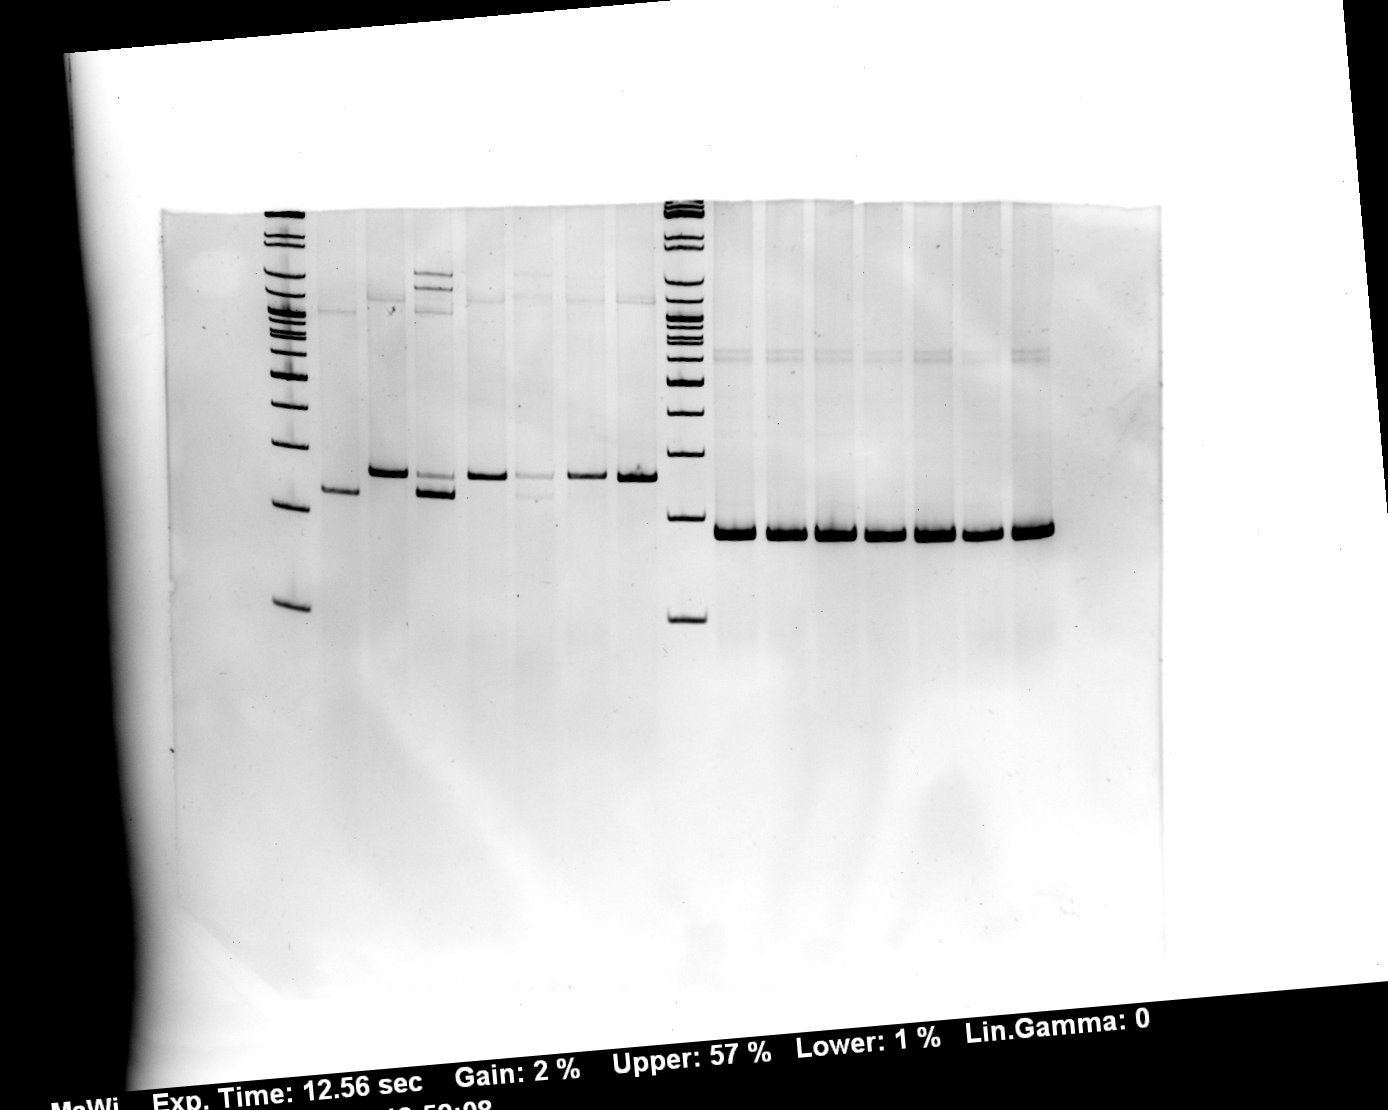 MaWi Exp. Time: 12.56 sec Gain: 2 % Upper: 57 % Lower: 1 % Lin.Gamma: 0